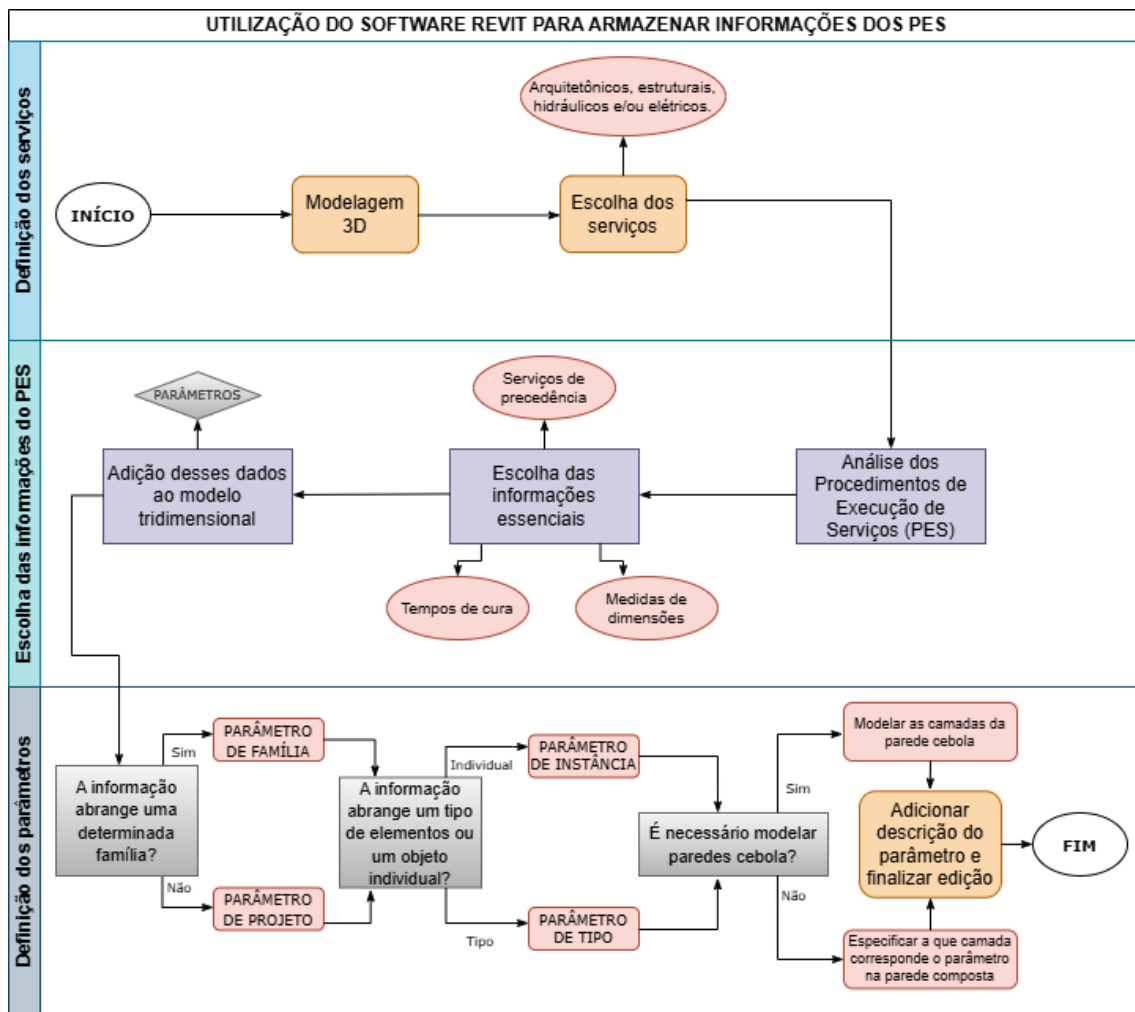 UTILIZAÇÃO DO SOFTWARE REVIT PARA ARMAZENAR INFORMAÇÕES DOS PES
Definição dos serviços
Arquitetônicos, estruturais,
hidráulicos e/ou elétricos.
INÍCIO
Modelagem
3D
Escolha dos
serviços
Escolha das informações do PES
Serviços de
precedência
PARÂMETROS
Adição desses dados
ao modelo
tridimensional
Escolha das
informações
essenciais
Análise dos
Procedimentos de
Execução de
Serviços (PES)
Tempos de cura
Medidas de
dimensões
Definição dos parâmetros
A informação
abrange uma
determinada
família?
Sim
PARÂMETRO
DE FAMÍLIA
Não
PARÂMETRO
DE PROJETO
A informação
abrange um tipo
de elementos ou
um objeto
individual?
Individual
PARÂMETRO
DE INSTÂNCIA
Tipo
PARÂMETRO
DE TIPO
É necessário modelar
paredes cebola?
Sim
Modelar as camadas da
parede cebola
Não
Especificar a que camada
corresponde o parâmetro
na parede composta
Adicionar
descrição do
parâmetro e
finalizar edição
FIM